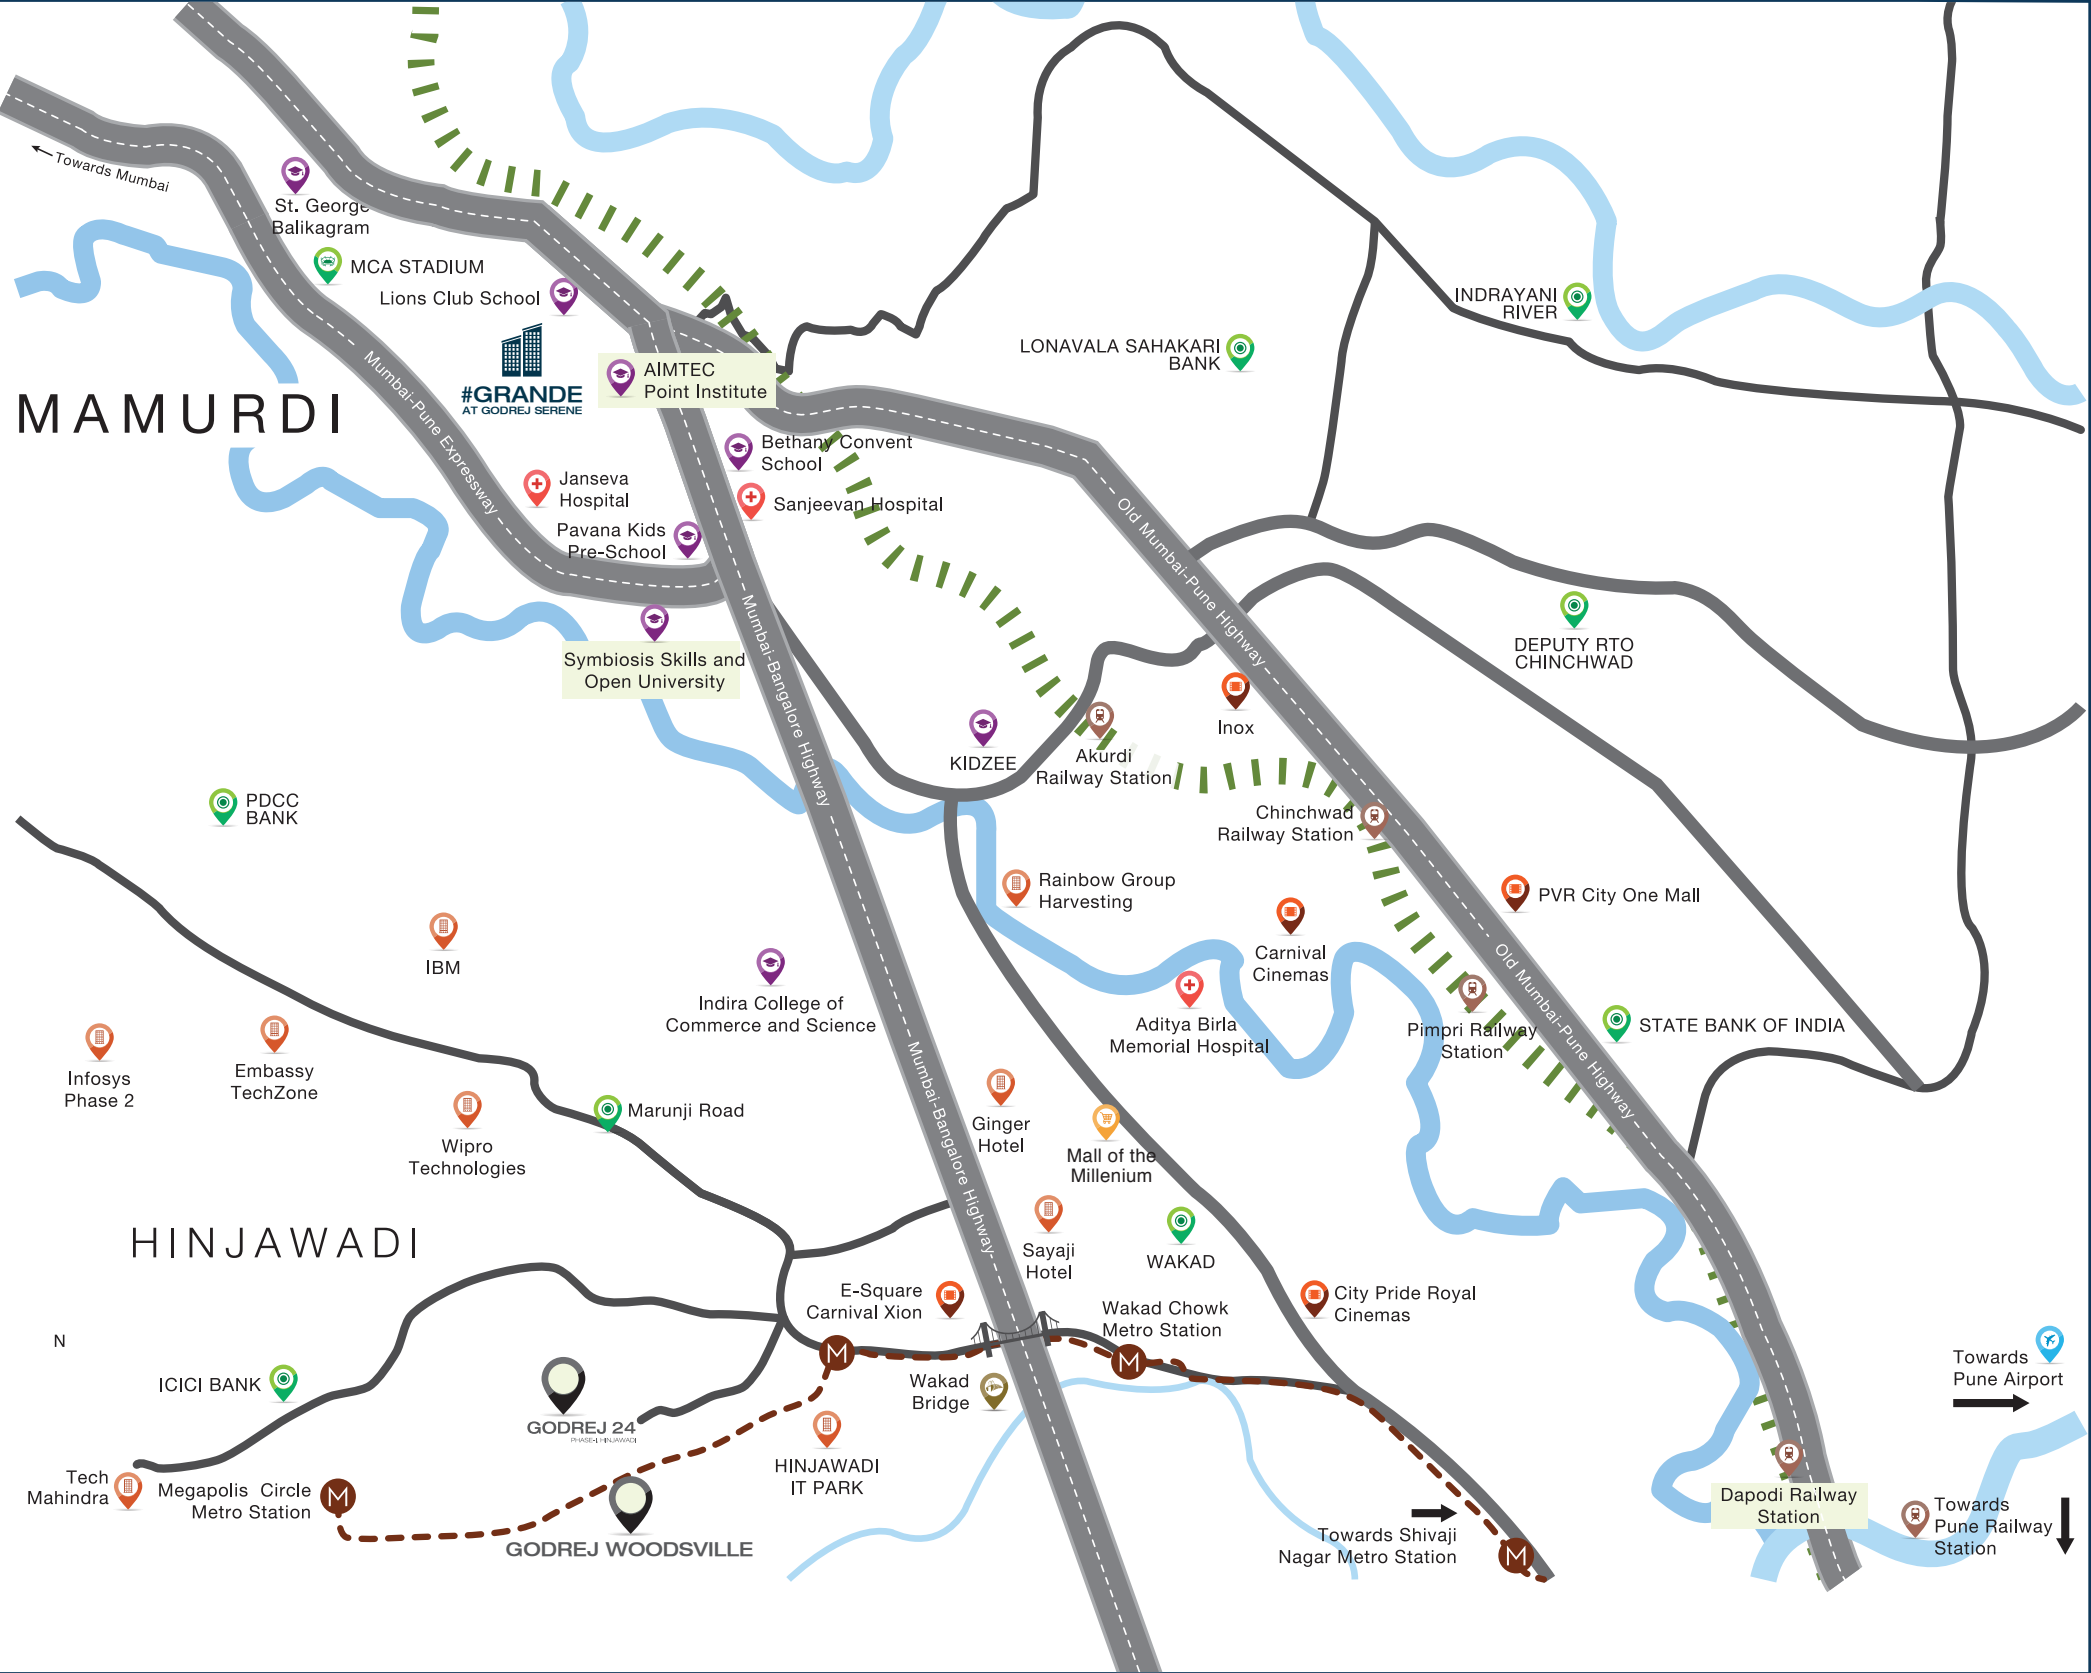 Towards Mumbai
St. George
Balikagram
MCA STADIUM
Lions Club School
#GRANDE
AT GODREJ SERENE
AIMTEC
Point Institute
MAMURDI
Mumbai-Pune Expressway
Bethany Convent
School
Janseva
Hospital
Sanjeevan Hospital
Pavana Kids
Pre-School
Symbiosis Skills and
Open University
Mumbai-Bangalore Highway
LONAVALA SAHAKARI
BANK
INDRAYANI
RIVER
Old Mumbai-Pune Highway
DEPUTY RTO
CHINCHWAD
Inox
KIDZEE
Akurdi
Railway Station
Chinchwad
Railway Station
PDCC
BANK
Rainbow Group
Harvesting
PVR City One Mall
Carnival
Cinemas
IBM
Indira College of
Commerce and Science
Aditya Birla
Memorial Hospital
Pimpri Railway
Station
Old Mumbai-Pune Highway
STATE BANK OF INDIA
Infosys
Phase 2
Embassy
TechZone
Wipro
Technologies
Marunji Road
Mumbai-Bangalore Highway
Ginger
Hotel
Mall of the
Millenium
HINJAWADI
Sayaji
Hotel
WAKAD
E-Square
Carnival Xion
Wakad Chowk
Metro Station
City Pride Royal
Cinemas
N
M
M
Towards
Pune Airport
ICICI BANK
Wakad
Bridge
GODREJ 24
PHASE-I, HINJAWADI
HINJAWADI
IT PARK
Tech
Mahindra
Megapolis Circle
Metro Station
M
GODREJ WOODSVILLE
Towards Shivaji
Nagar Metro Station
M
Dapodi Railway
Station
Towards
Pune Railway
Station